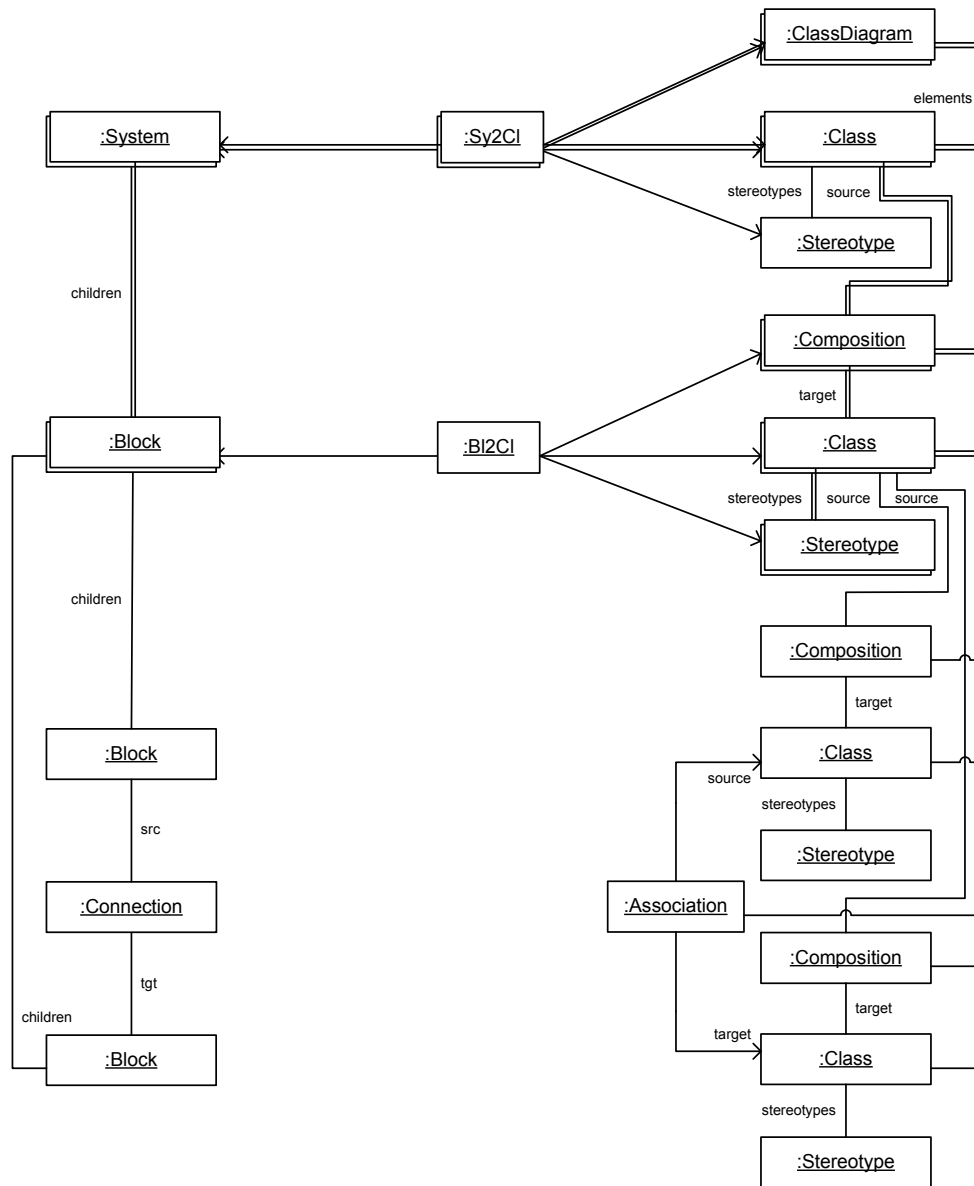 :ClassDiagram
elements
:System
:Sy2Cl
:Class
stereotypes
source
:Stereotype
children
:Composition
target
:Block
:Bl2Cl
:Class
stereotypes
source
source
:Stereotype
children
:Composition
target
:Block
:Class
source
stereotypes
src
:Stereotype
:Connection
:Association
:Composition
tgt
target
children
target
:Block
:Class
stereotypes
:Stereotype